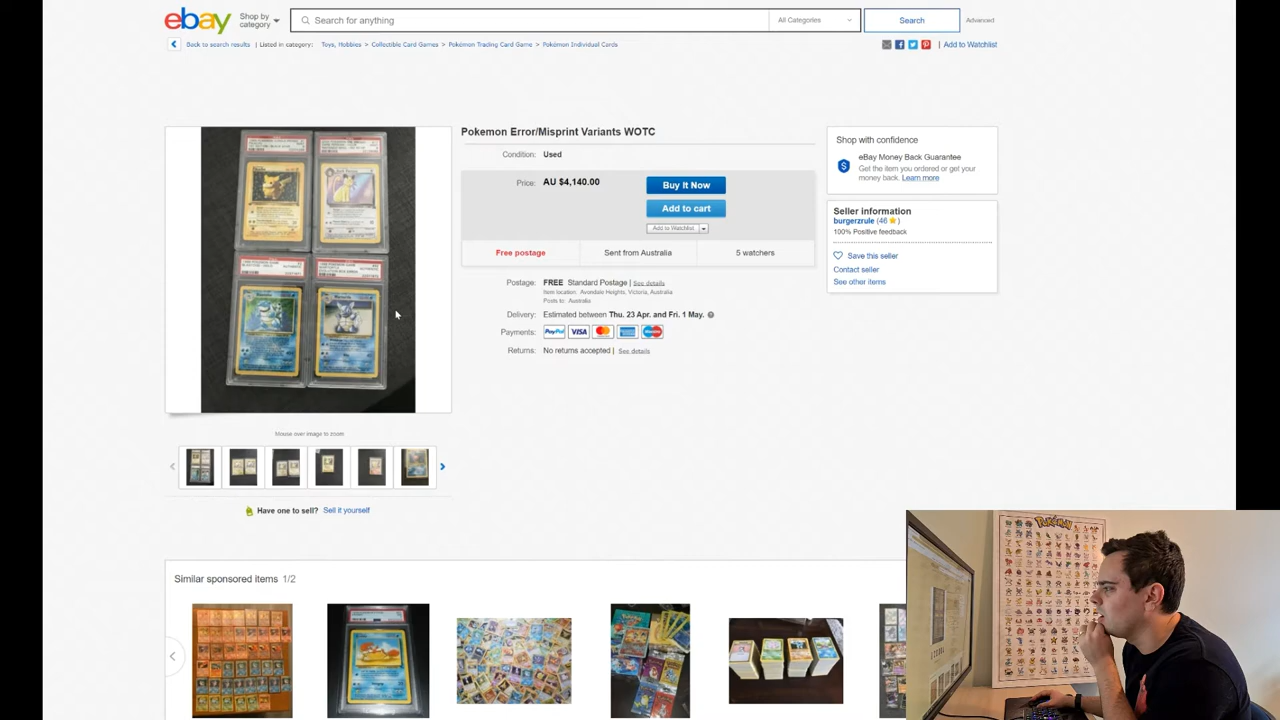 ebay
Shop by category
Search for anything
All Categories
Search
Advanced
Back to search results | Listed in category: Toys, Hobbies > Collectible Card Games > Pokémon Trading Card Game > Pokémon Individual Cards
| Add to Watchlist
Pokemon Error/Misprint Variants WOTC
Condition: Used
Price: AU $4,140.00
Buy It Now
Add to cart
Add to Watchlist
Free postage
Sent from Australia
5 watchers
Postage: FREE Standard Postage | See details
Item location: Avondale Heights, Victoria, Australia
Posts to: Australia
Delivery: Estimated between Thu. 23 Apr. and Fri. 1 May.
Payments: PayPal VISA
Returns: No returns accepted | See details
Shop with confidence
eBay Money Back Guarantee
Get the item you ordered or get your money back. Learn more
Seller information
burgerzrule (46)
100% Positive feedback
Save this seller
Contact seller
See other items
Mouse over image to zoom
Have one to sell? Sell it yourself
Similar sponsored items 1/2
POKÉMON